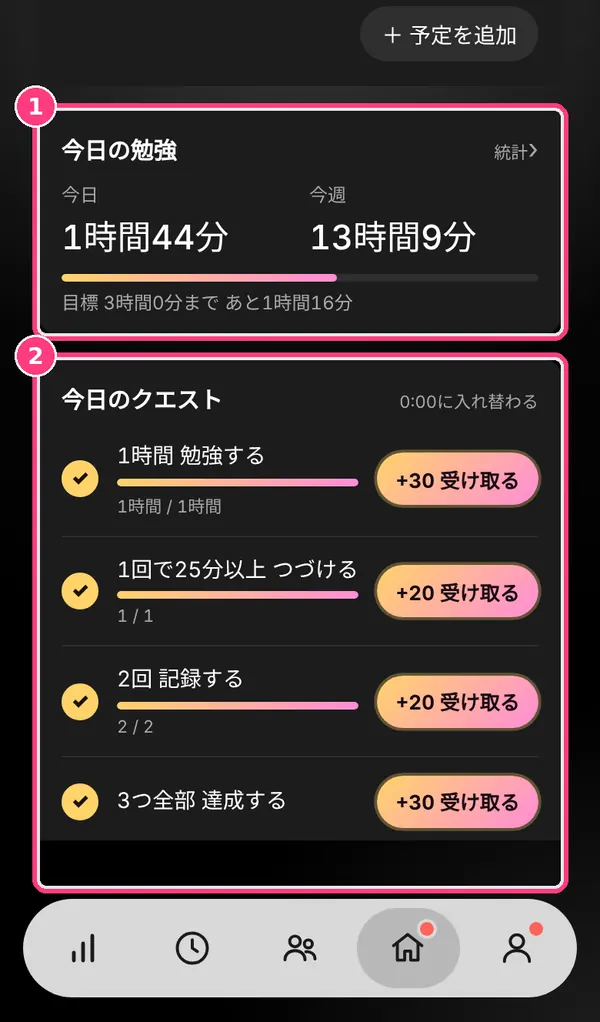 + 予定を追加
1
今日の勉強
統計>
今日
今週
1時間44分
13時間9分
目標 3時間0分まで あと1時間16分
2
今日のクエスト
0:00に入れ替わる
1時間 勉強する
1時間 / 1時間
+30 受け取る
1回で25分以上 つづける
1 / 1
+20 受け取る
2回 記録する
2 / 2
+20 受け取る
3つ全部 達成する
+30 受け取る